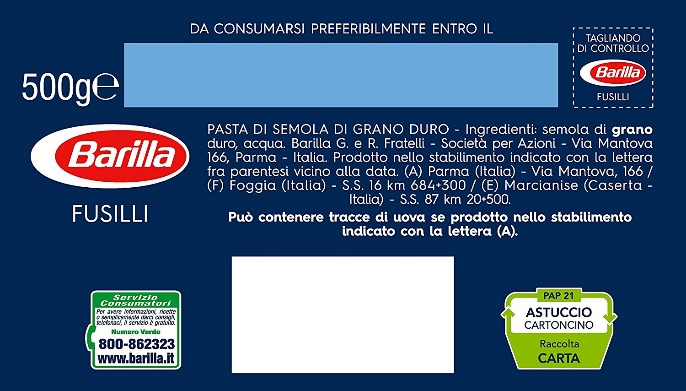 DA CONSUMARSI PREFERIBILMENTE ENTRO IL
TAGLIANDO
DI CONTROLLO
Barilla
FUSILLI
500g℮
Barilla
FUSILLI
PASTA DI SEMOLA DI GRANO DURO - Ingredienti: semola di grano
duro, acqua. Barilla G. e R. Fratelli - Società per Azioni - Via Mantova
166, Parma - Italia. Prodotto nello stabilimento indicato con la lettera
fra parentesi vicino alla data. (A) Parma (Italia) - Via Mantova, 166 /
(F) Foggia (Italia) - S.S. 16 km 684+300 / (E) Marcianise (Caserta -
Italia) - S.S. 87 km 20+500.
Può contenere tracce di uova se prodotto nello stabilimento
indicato con la lettera (A).
Servizio
Consumatori
Per avere informazioni, ricette
o semplicemente darci consigli,
telefonaci, il servizio è gratuito.
Numero Verde
800-862323
www.barilla.it
PAP 21
ASTUCCIO
CARTONCINO
Raccolta
CARTA